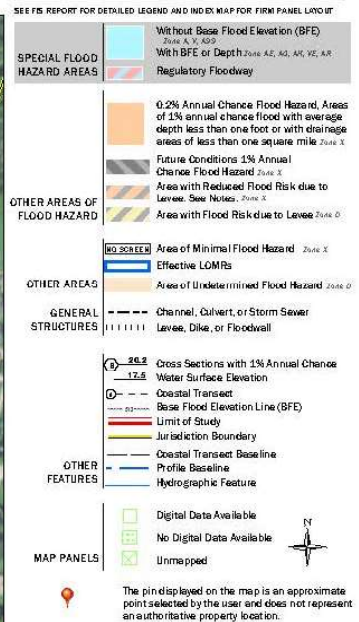 SEE FIS REPORT FOR DETAILED LEGEND AND INDEX MAP FOR FIRM PANEL LAYOUT
SPECIAL FLOOD
HAZARD AREAS
Without Base Flood Elevation (BFE)
Zone A, V, A99
With BFE or Depth Zone AE, AO, AH, VE, AR
Regulatory Floodway
OTHER AREAS OF
FLOOD HAZARD
0.2% Annual Chance Flood Hazard, Areas
of 1% annual chance flood with average
depth less than one foot or with drainage
areas of less than one square mile Zone X
Future Conditions 1% Annual
Chance Flood Hazard Zone X
Area with Reduced Flood Risk due to
Levee. See Notes. Zone X
Area with Flood Risk due to Levee Zone D
OTHER AREAS
NO SCREEN Area of Minimal Flood Hazard Zone X
Effective LOMRs
Area of Undetermined Flood Hazard Zone D
GENERAL
STRUCTURES
Channel, Culvert, or Storm Sewer
Levee, Dike, or Floodwall
OTHER
FEATURES
B 20.2 Cross Sections with 1% Annual Chance
17.5 Water Surface Elevation
Coastal Transect
Base Flood Elevation Line (BFE)
Limit of Study
Jurisdiction Boundary
Coastal Transect Baseline
Profile Baseline
Hydrographic Feature
MAP PANELS
Digital Data Available
No Digital Data Available
Unmapped
N
The pin displayed on the map is an approximate
point selected by the user and does not represent
an authoritative property location.